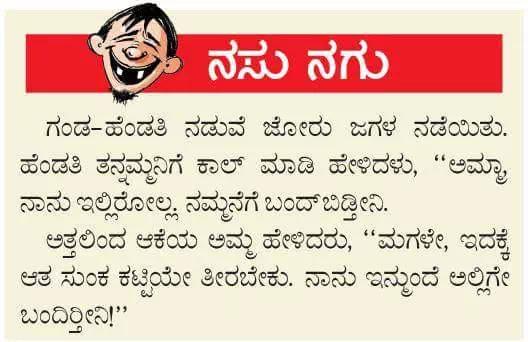 ನಸು ನಗು
ಗಂಡ-ಹೆಂಡತಿ ನಡುವೆ ಜೋರು ಜಗಳ ನಡೆಯಿತು.
ಹೆಂಡತಿ ತನ್ನಮ್ಮನಿಗೆ ಕಾಲ್ ಮಾಡಿ ಹೇಳಿದಳು, ‘‘ಅಮ್ಮಾ,
ನಾನು ಇಲ್ಲಿರೋಲ್ಲ. ನಮ್ಮನೆಗೆ ಬಂದ್‌ಬಿಡ್ತೀನಿ.
ಅತ್ತಲಿಂದ ಆಕೆಯ ಅಮ್ಮ ಹೇಳಿದರು, ‘‘ಮಗಳೇ, ಇದಕ್ಕೆ
ಆತ ಸುಂಕ ಕಟ್ಟಿಯೇ ತೀರಬೇಕು. ನಾನು ಇನ್ಮುಂದೆ ಅಲ್ಲಿಗೇ
ಬಂದಿರ‍್ತೀನಿ!’’